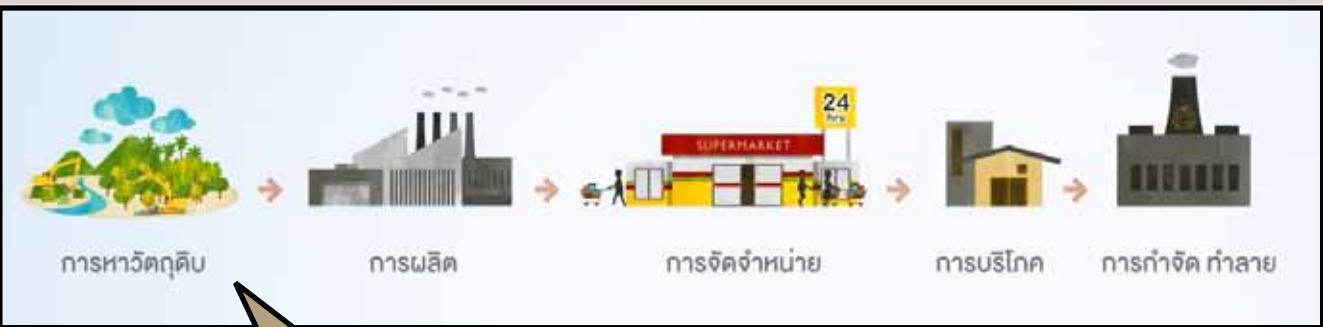 24
hrs
SUPERMARKET
การหาวัตถุดิบ
การผลิต
การจัดจำหน่าย
การบริโภค
การกำจัด ทำลาย